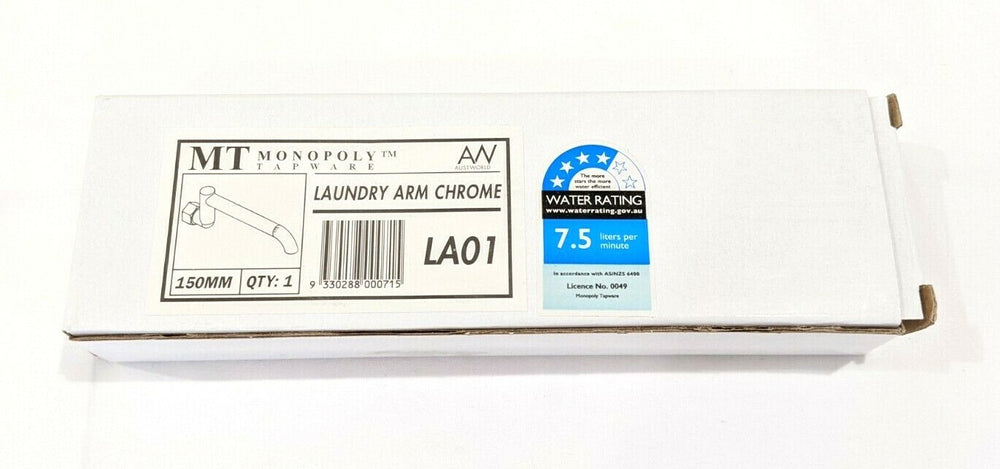 MT MONOPOLY™
TAPWARE
AW
AUSTWORLD
LAUNDRY ARM CHROME
150MM
QTY: 1
9 330288 000715
LA01
The more
stars the more
water efficient
WATER RATING
www.waterrating.gov.au
7.5 liters per
minute
In accordance with AS/NZS 6400
Licence No. 0049
Monopoly Tapware